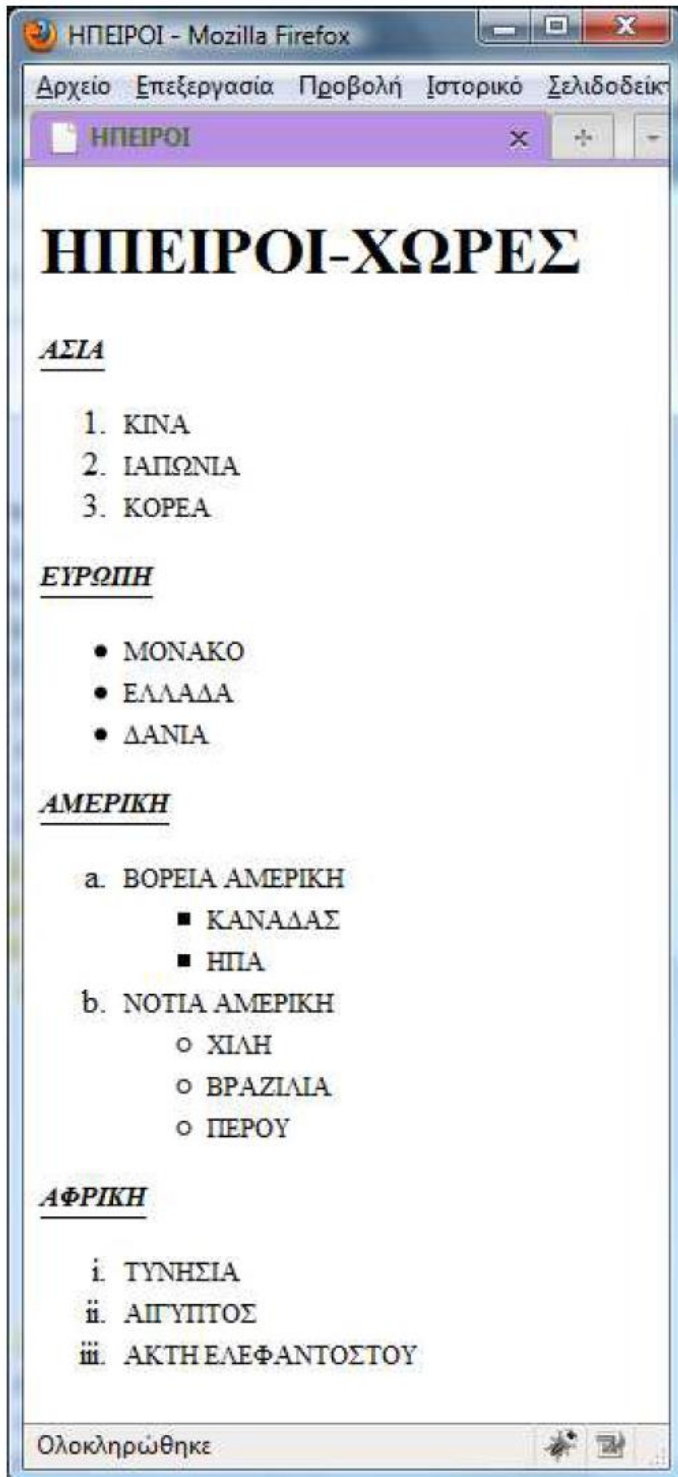 ΗΠΕΙΡΟΙ - Mozilla Firefox
Αρχείο Επεξεργασία Προβολή Ιστορικό Σελιδοδείκτ
ΗΠΕΙΡΟΙ
ΗΠΕΙΡΟΙ-ΧΩΡΕΣ
ΑΣΙΑ
1. ΚΙΝΑ
2. ΙΑΠΩΝΙΑ
3. ΚΟΡΕΑ
ΕΥΡΩΠΗ
• ΜΟΝΑΚΟ
• ΕΛΛΑΔΑ
• ΔΑΝΙΑ
ΑΜΕΡΙΚΗ
a. ΒΟΡΕΙΑ ΑΜΕΡΙΚΗ
▪ ΚΑΝΑΔΑΣ
▪ ΗΠΑ
b. ΝΟΤΙΑ ΑΜΕΡΙΚΗ
○ ΧΙΛΗ
○ ΒΡΑΖΙΛΙΑ
○ ΠΕΡΟΥ
ΑΦΡΙΚΗ
i. ΤΥΝΗΣΙΑ
ii. ΑΙΓΥΠΤΟΣ
iii. ΑΚΤΗ ΕΛΕΦΑΝΤΟΣΤΟΥ
Ολοκληρώθηκε